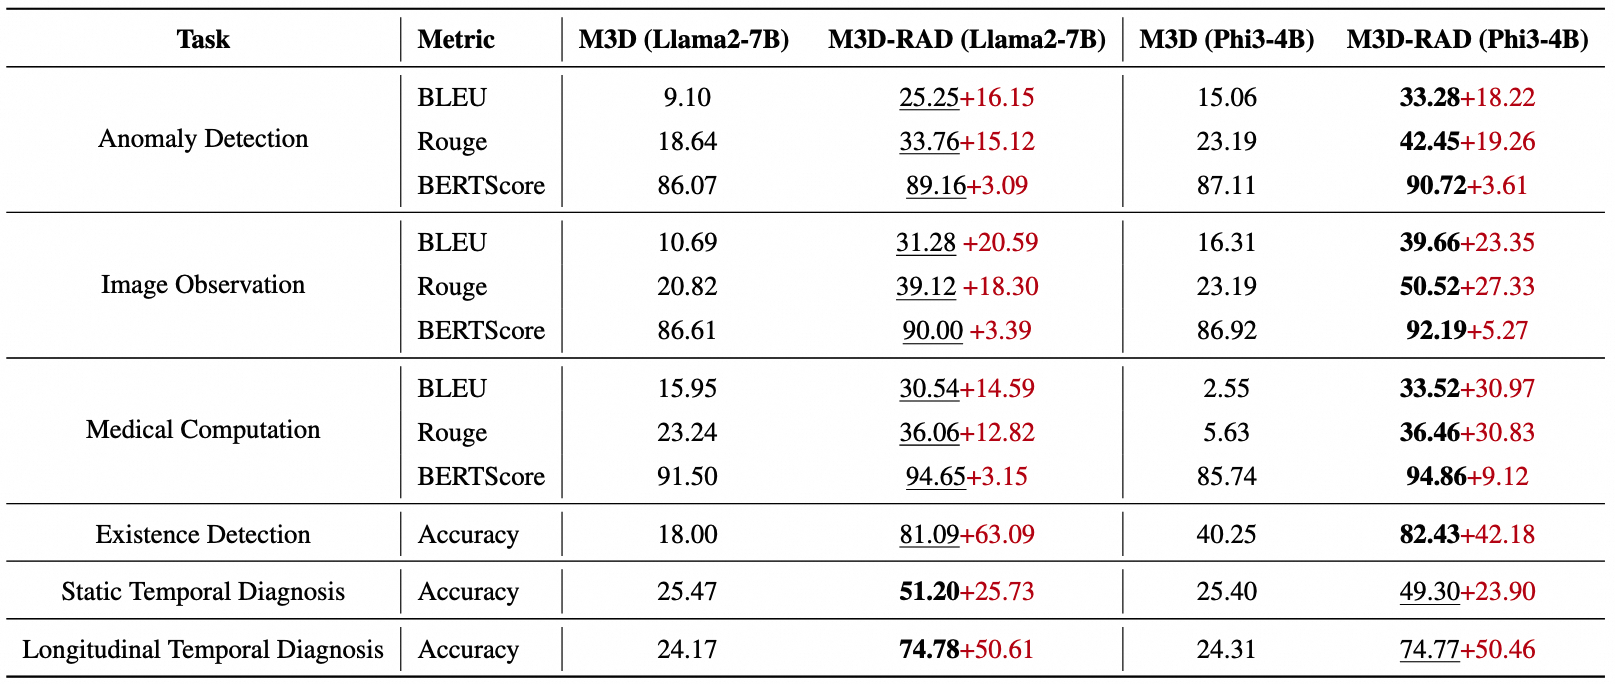 Task Metric M3D (Llama2-7B) M3D-RAD (Llama2-7B) M3D (Phi3-4B) M3D-RAD (Phi3-4B)
BLEU 9.10 25.25+16.15 15.06 33.28+18.22
Anomaly Detection Rouge 18.64 33.76+15.12 23.19 42.45+19.26
BERTScore 86.07 89.16+3.09 87.11 90.72+3.61
BLEU 10.69 31.28 +20.59 16.31 39.66+23.35
Image Observation Rouge 20.82 39.12 +18.30 23.19 50.52+27.33
BERTScore 86.61 90.00 +3.39 86.92 92.19+5.27
BLEU 15.95 30.54+14.59 2.55 33.52+30.97
Medical Computation Rouge 23.24 36.06+12.82 5.63 36.46+30.83
BERTScore 91.50 94.65+3.15 85.74 94.86+9.12
Existence Detection Accuracy 18.00 81.09+63.09 40.25 82.43+42.18
Static Temporal Diagnosis Accuracy 25.47 51.20+25.73 25.40 49.30+23.90
Longitudinal Temporal Diagnosis Accuracy 24.17 74.78+50.61 24.31 74.77+50.46